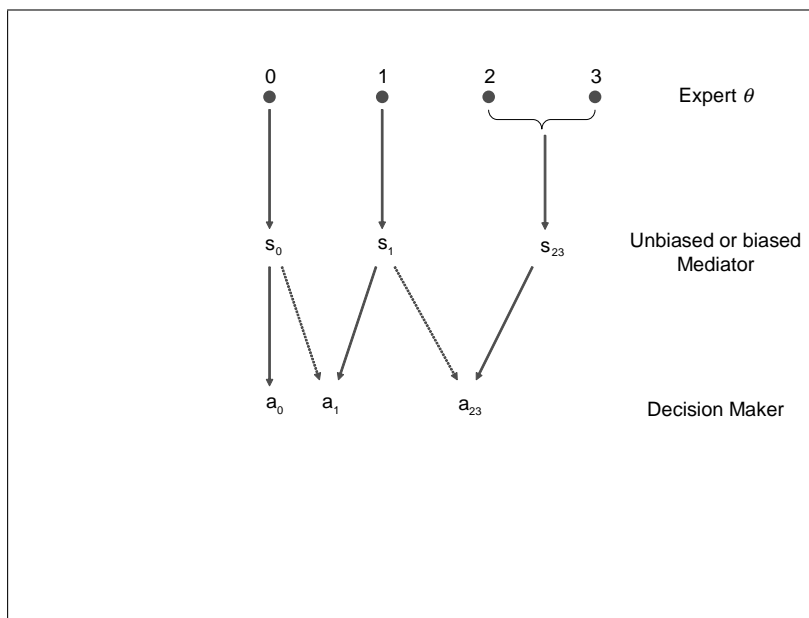 0 1 2 3
Expert θ
s₀ s₁ s₂₃
Unbiased or biased
Mediator
a₀ a₁ a₂₃
Decision Maker